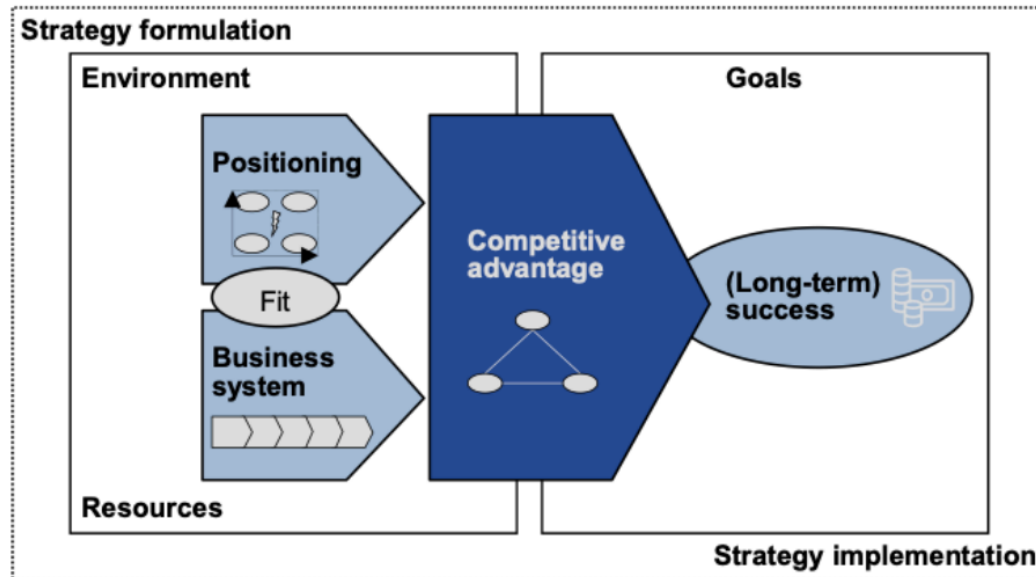 Strategy formulation
Environment
Goals
Positioning
Competitive
advantage
(Long-term)
success
Fit
Business
system
Resources
Strategy implementation